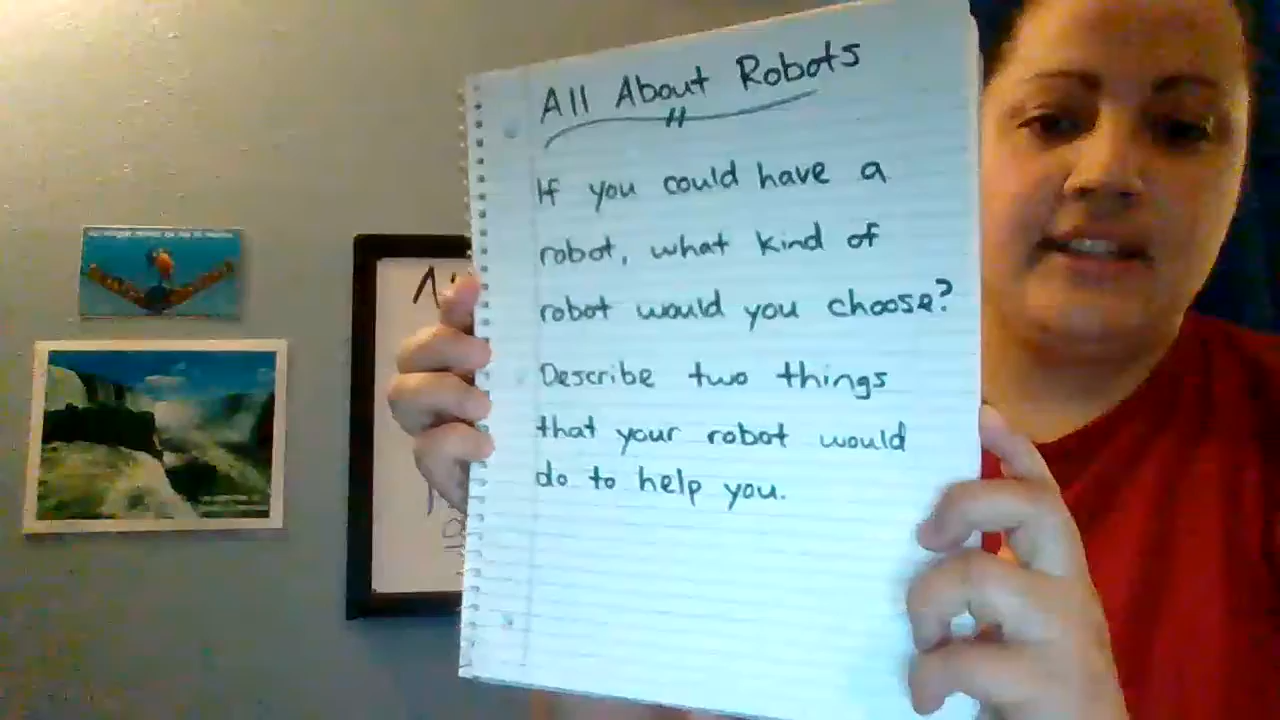 All About Robots
If you could have a
robot, what kind of
robot would you choose?
Describe two things
that your robot would
do to help you.